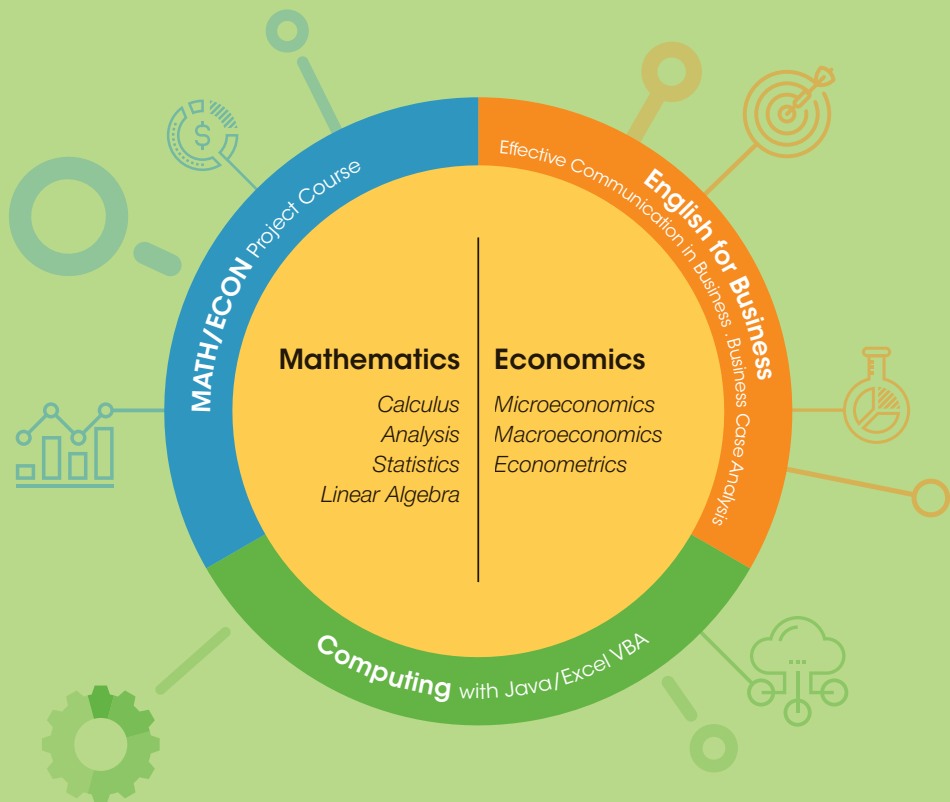 MATH/ECON Project Course
English for Business
Effective Communication in Business . Business Case Analysis
Mathematics
Calculus
Analysis
Statistics
Linear Algebra
Economics
Microeconomics
Macroeconomics
Econometrics
Computing with Java/Excel VBA
$